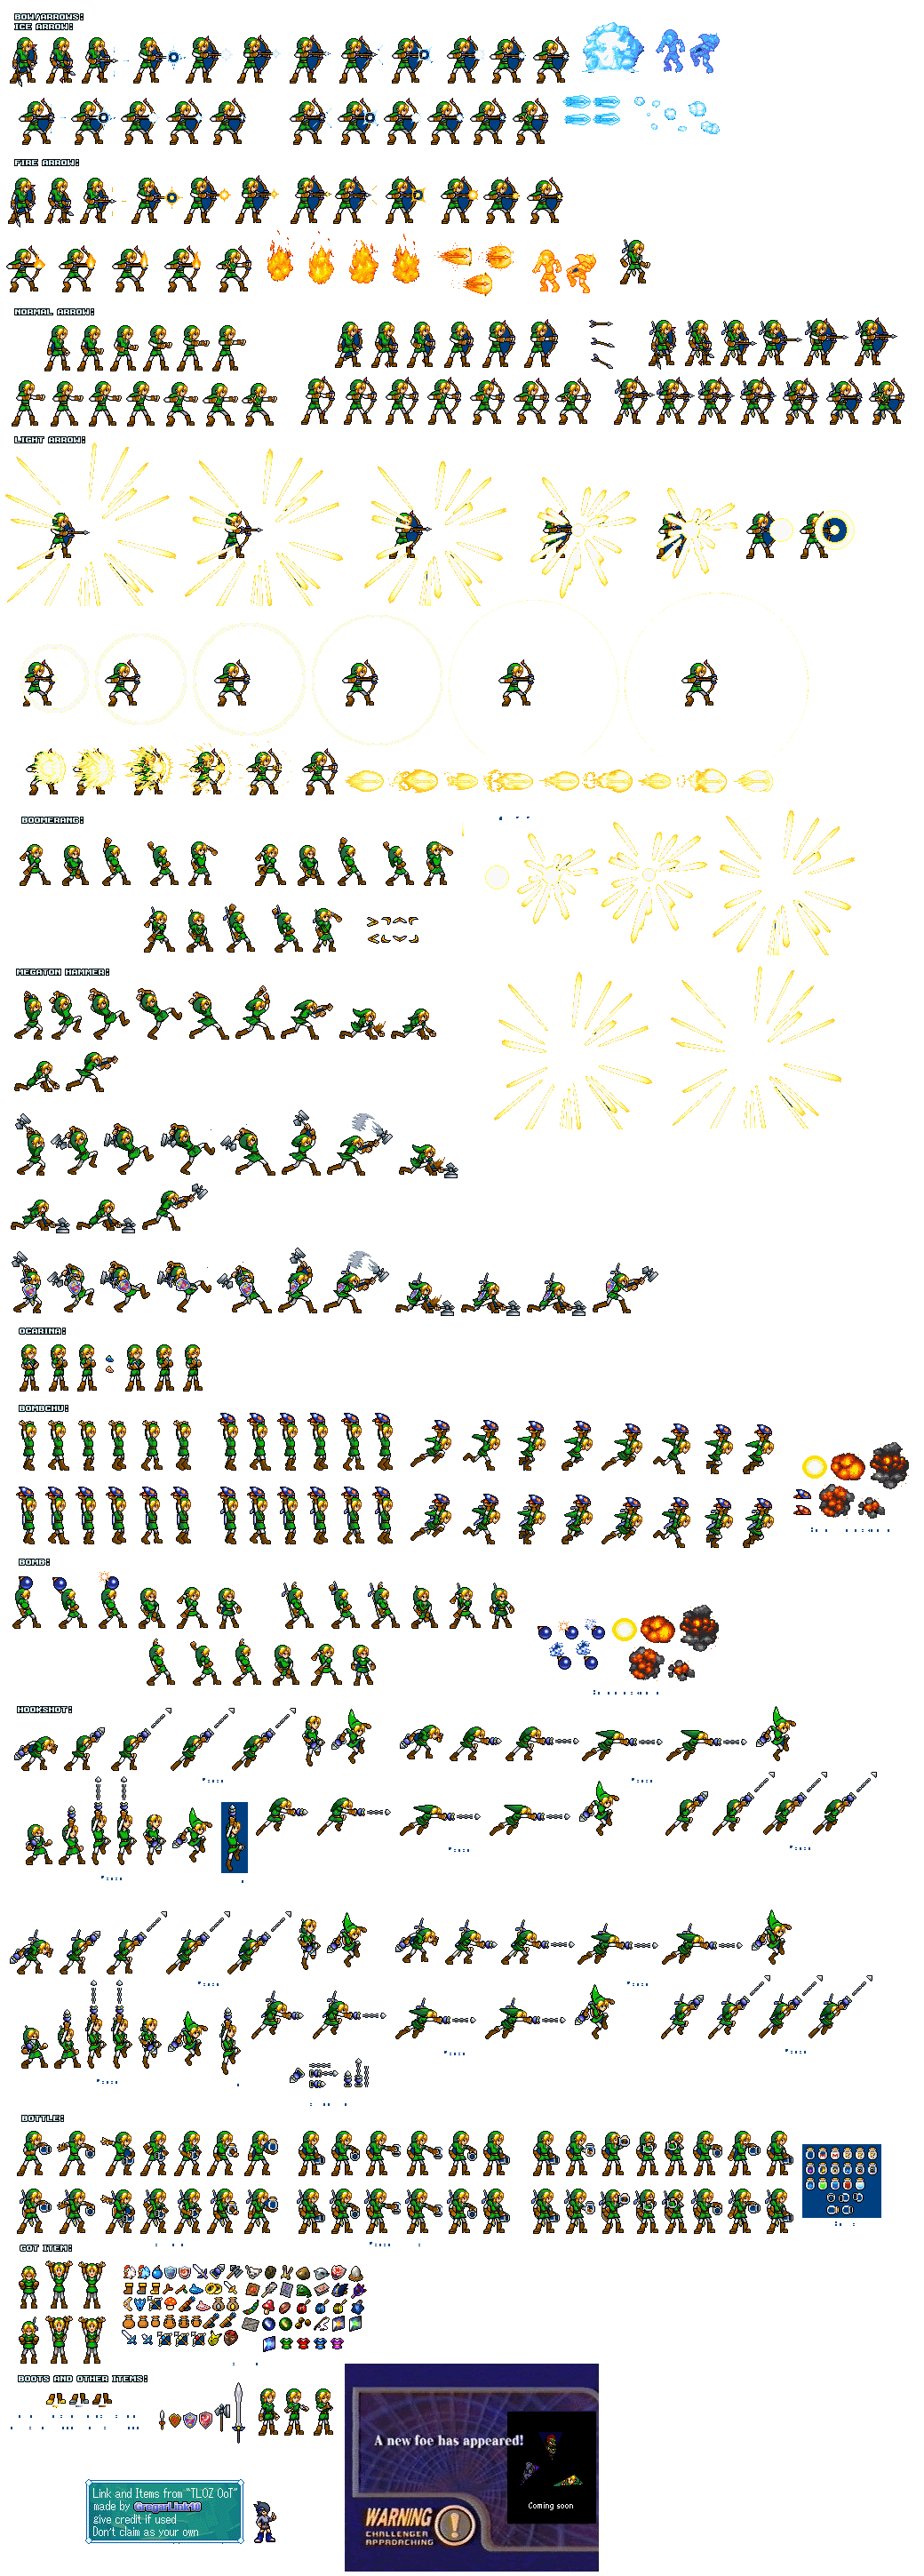 BOW/ARROWS:
ICE ARROW:
FIRE ARROW:
NORMAL ARROW:
LIGHT ARROW:
BOOMERANG:
MEGATON HAMMER:
OCARINA:
BOMBCHU:
BOMB:
HOOKSHOT:
BOTTLE:
GOT ITEM:
BOOTS AND OTHER ITEMS:
A new foe has appeared!
Coming soon
WARNING
CHALLENGER
APPROACHING
Link and Items from "TLOZ OoT"
made by GregarLink10
give credit if used
Don't claim as your own